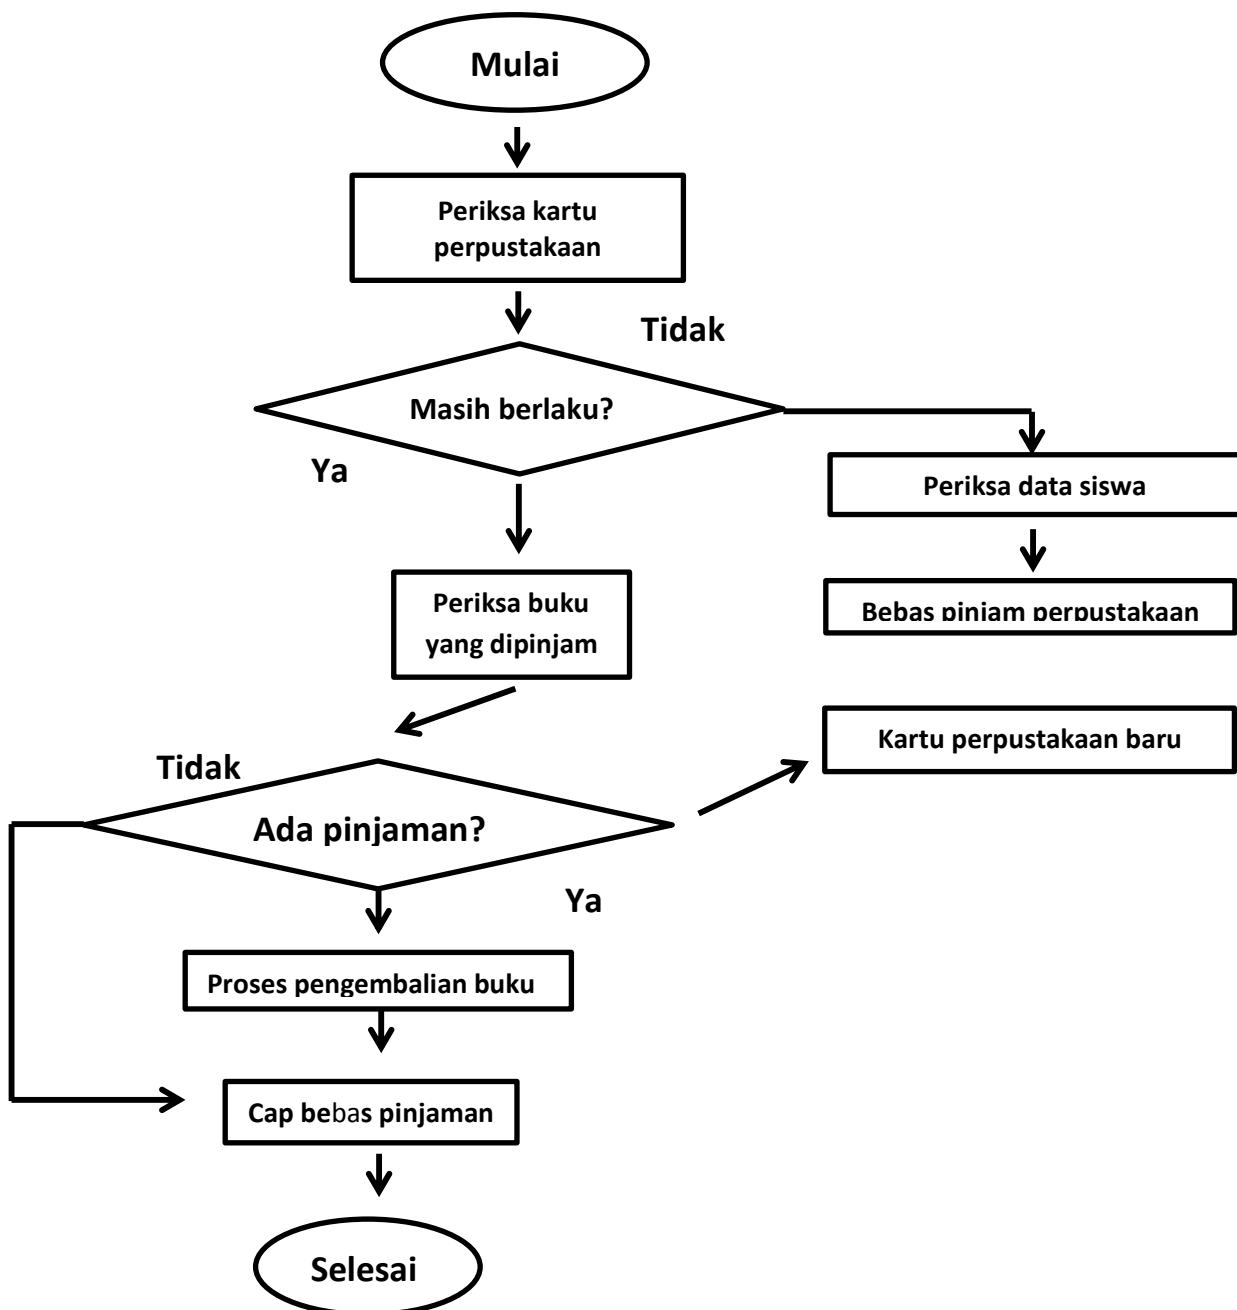 Mulai
Periksa kartu
perpustakaan
Tidak
Masih berlaku?
Ya
Periksa data siswa
Periksa buku
yang dipinjam
Bebas pinjam perpustakaan
Kartu perpustakaan baru
Tidak
Ada pinjaman?
Ya
Proses pengembalian buku
Cap bebas pinjaman
Selesai